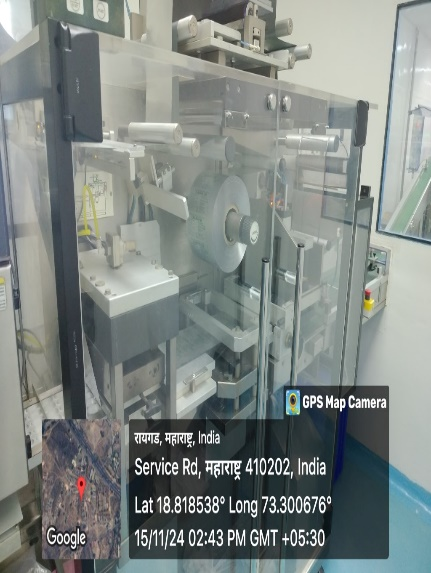 GPS Map Camera
रायगड, महाराष्ट्र, India
Service Rd, महाराष्ट्र 410202, India
Lat 18.818538° Long 73.300676°
15/11/24 02:43 PM GMT +05:30
Google